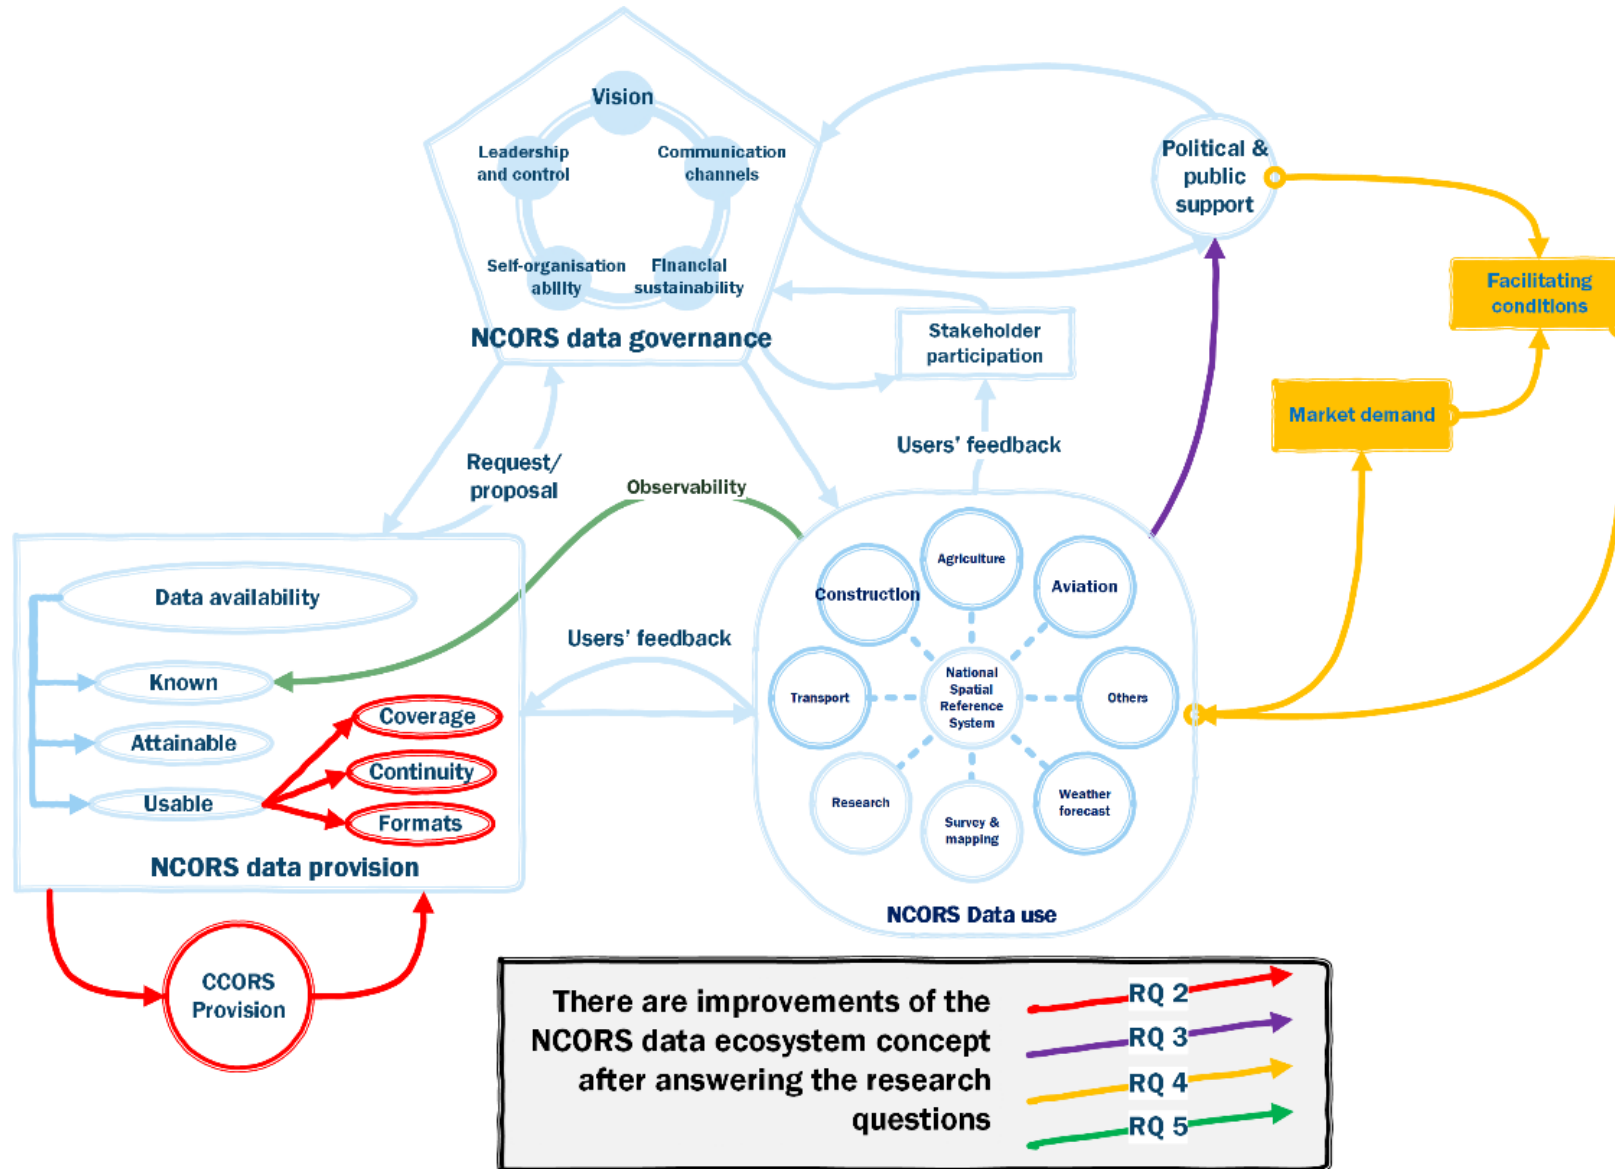 Vision
Leadership
and control
Communication
channels
Self-organisation
ability
Financial
sustainability
NCORS data governance
Political &
public
support
Facilitating
conditions
Stakeholder
participation
Market demand
Users' feedback
Request/
proposal
Observability
Data availability
Known
Attainable
Usable
Coverage
Continuity
Formats
NCORS data provision
Users' feedback
Agriculture
Construction
Aviation
Transport
National
Spatial
Reference
System
Others
Research
Survey &
mapping
Weather
forecast
NCORS Data use
CCORS
Provision
There are improvements of the
NCORS data ecosystem concept
after answering the research
questions
RQ 2
RQ 3
RQ 4
RQ 5